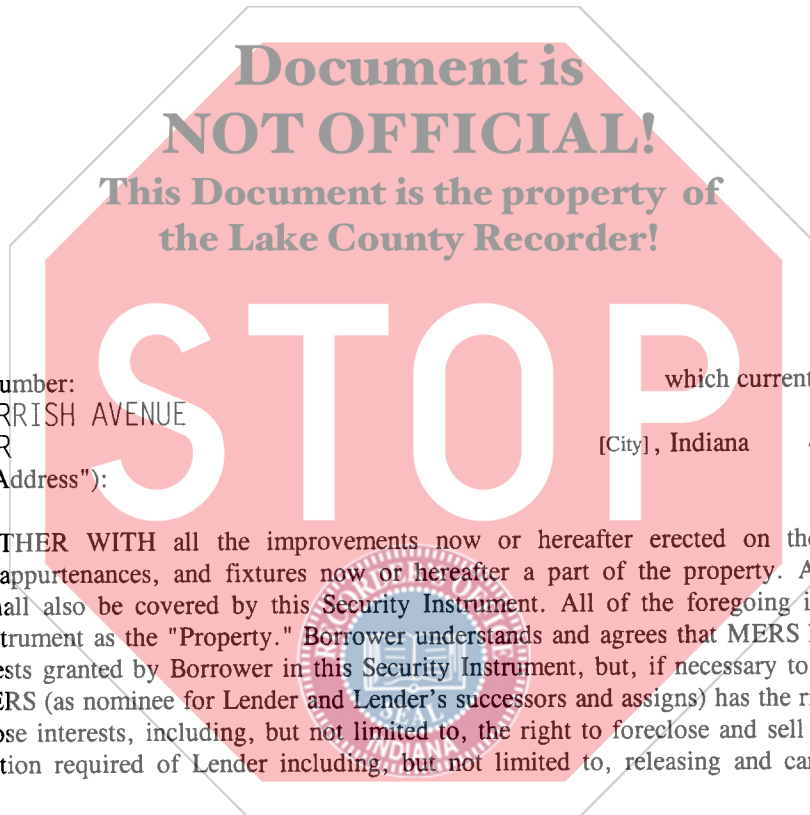 Document is
NOT OFFICIAL!
This Document is the property of
the Lake County Recorder!
STOP
umber:
which current
RRISH AVENUE
R
[City], Indiana
Address"):
THER WITH all the improvements now or hereafter erected on the
appurtenances, and fixtures now or hereafter a part of the property. A
all also be covered by this Security Instrument. All of the foregoing i
trument as the "Property." Borrower understands and agrees that MERS
ests granted by Borrower in this Security Instrument, but, if necessary to
ERS (as nominee for Lender and Lender's successors and assigns) has the r
ose interests, including, but not limited to, the right to foreclose and sell
tion required of Lender including, but not limited to, releasing and can
SEAL
INDIANA